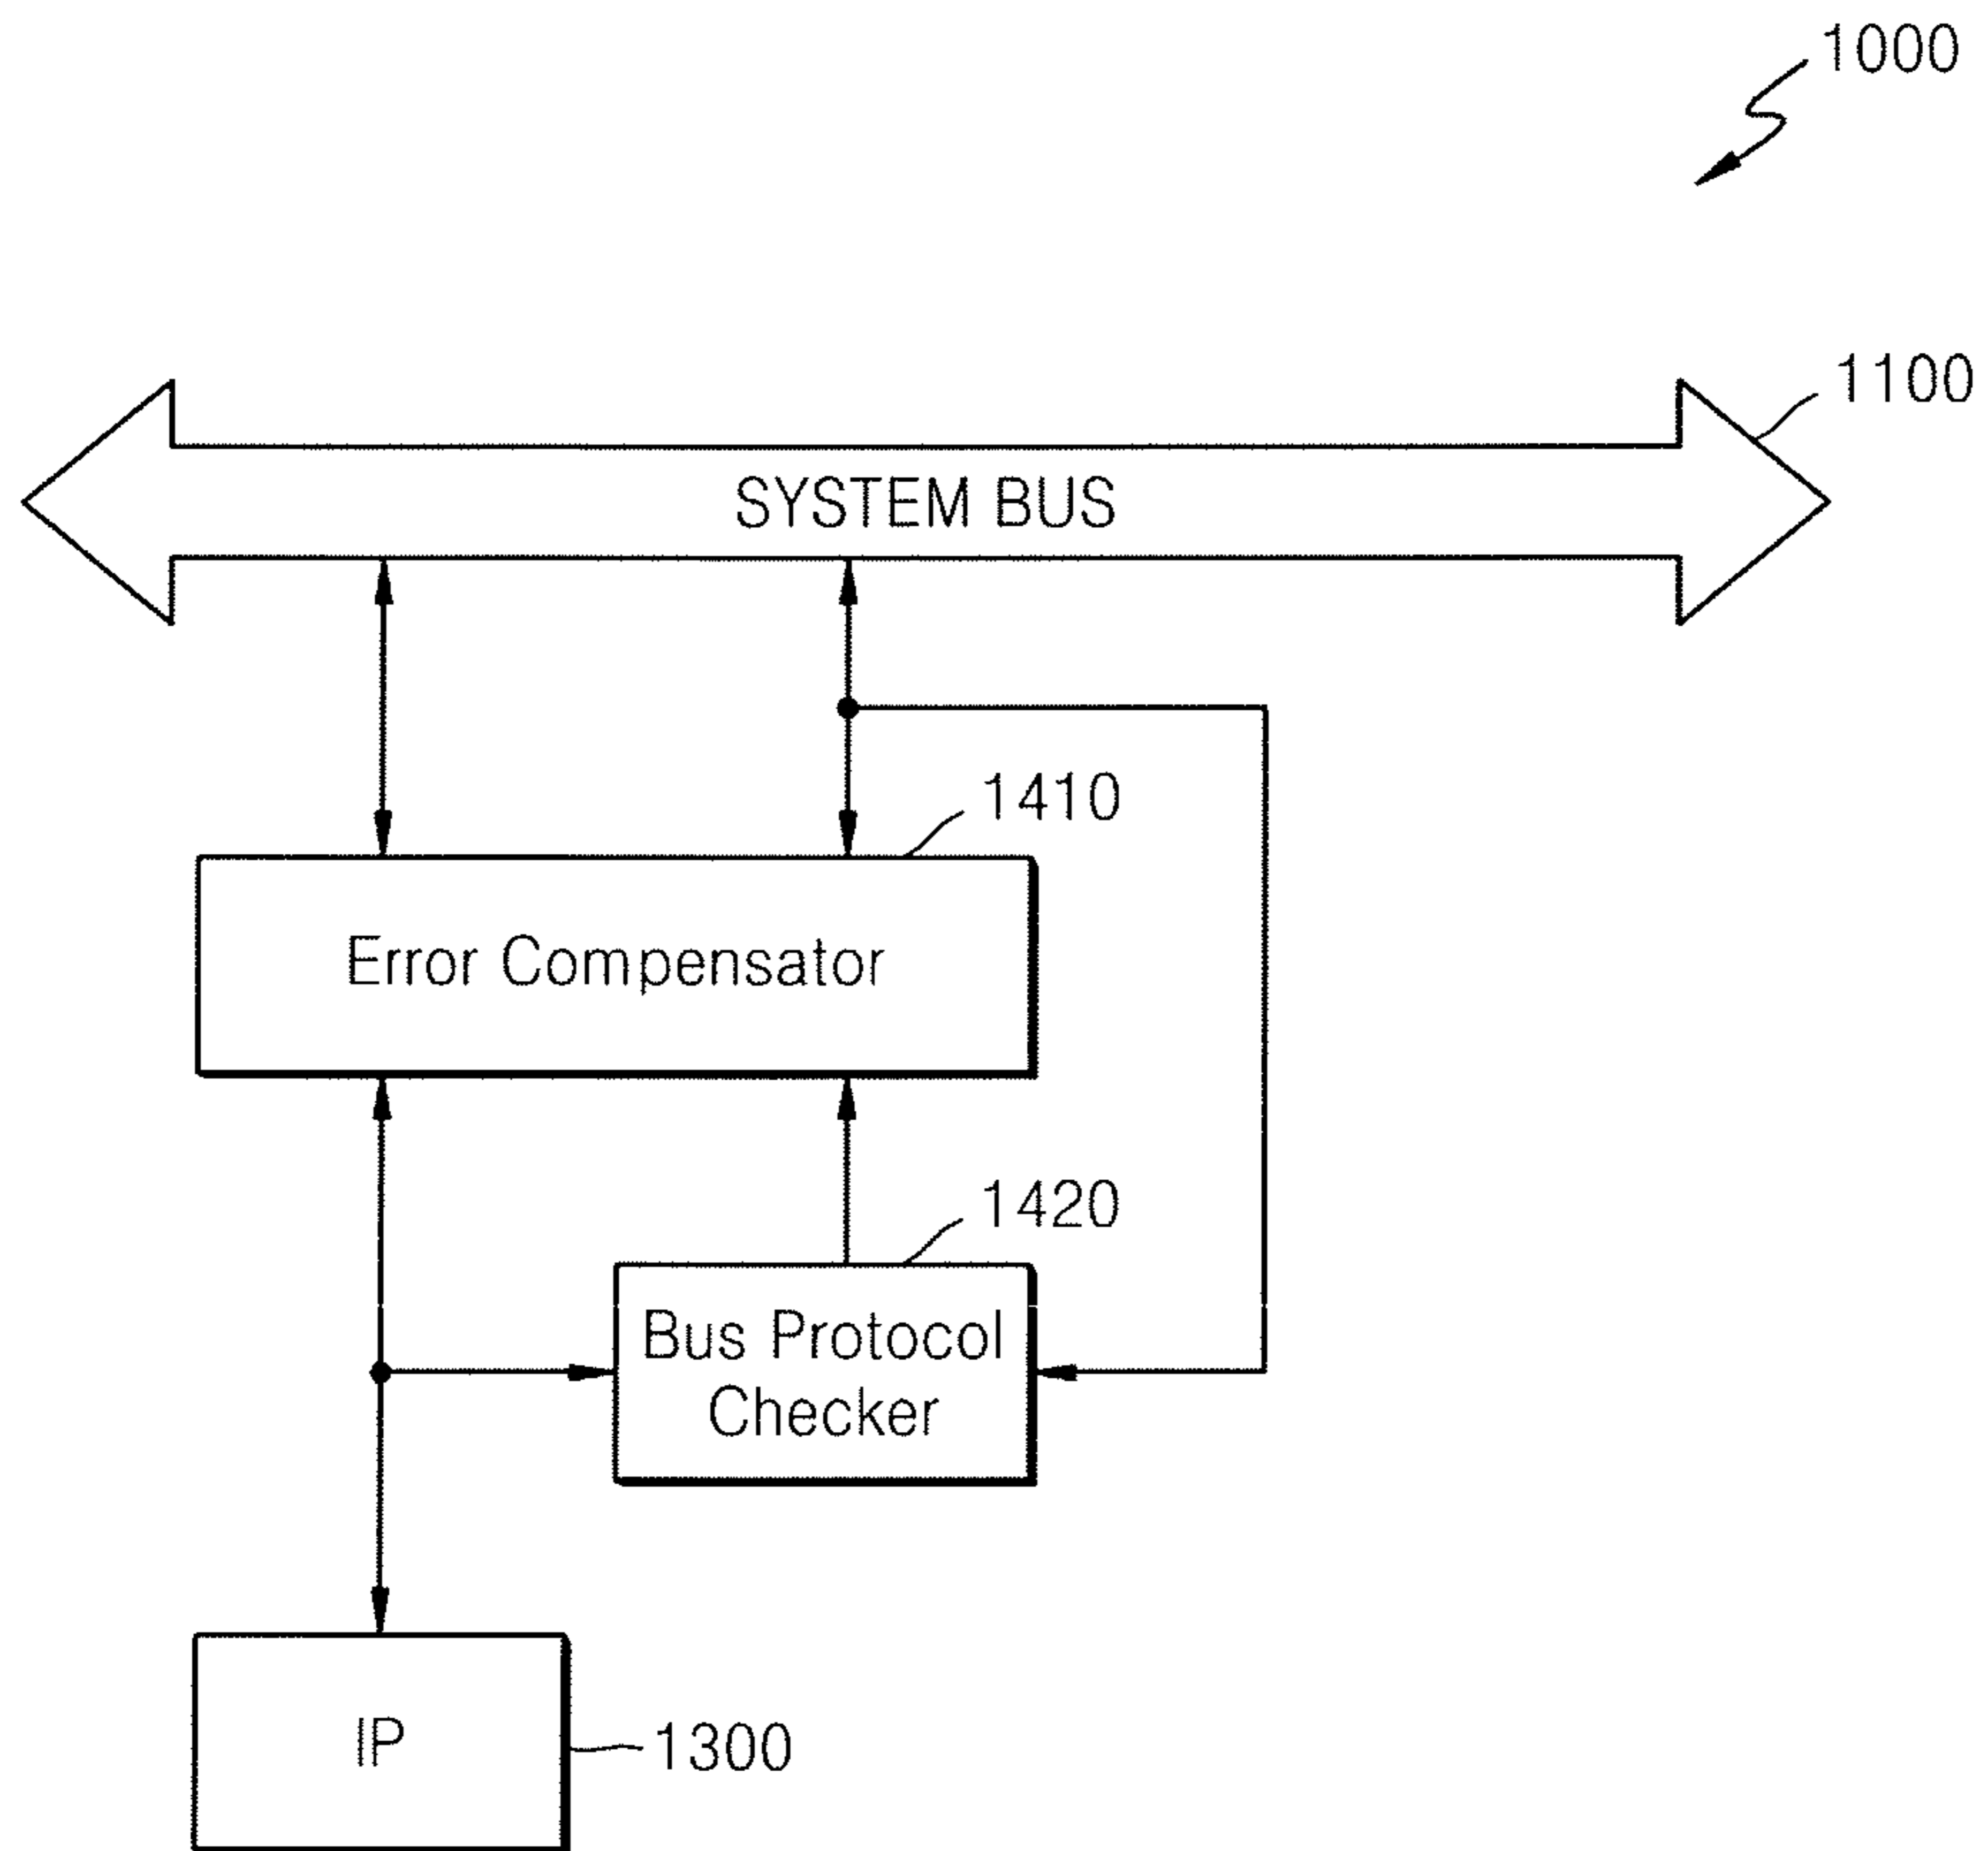 1000
1100
SYSTEM BUS
1410
Error Compensator
1420
Bus Protocol
Checker
IP
1300